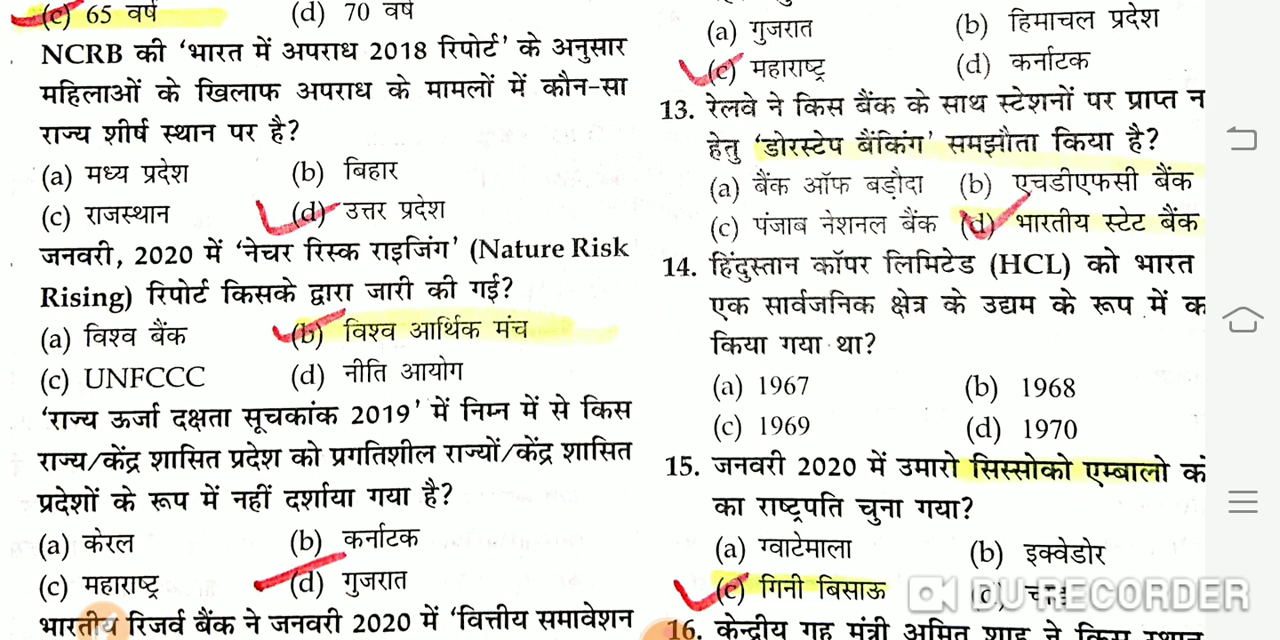 (c) 65 वर्ष (d) 70 वर्ष
NCRB की 'भारत में अपराध 2018 रिपोर्ट' के अनुसार
महिलाओं के खिलाफ अपराध के मामलों में कौन-सा
राज्य शीर्ष स्थान पर है?
(a) मध्य प्रदेश (b) बिहार
(c) राजस्थान (d) उत्तर प्रदेश
जनवरी, 2020 में 'नेचर रिस्क राइजिंग' (Nature Risk
Rising) रिपोर्ट किसके द्वारा जारी की गई?
(a) विश्व बैंक (b) विश्व आर्थिक मंच
(c) UNFCCC (d) नीति आयोग
'राज्य ऊर्जा दक्षता सूचकांक 2019' में निम्न में से किस
राज्य/केंद्र शासित प्रदेश को प्रगतिशील राज्यों/केंद्र शासित
प्रदेशों के रूप में नहीं दर्शाया गया है?
(a) केरल (b) कर्नाटक
(c) महाराष्ट्र (d) गुजरात
भारतीय रिजर्व बैंक ने जनवरी 2020 में 'वित्तीय समावेशन
(a) गुजरात (b) हिमाचल प्रदेश
(c) महाराष्ट्र (d) कर्नाटक
13. रेलवे ने किस बैंक के साथ स्टेशनों पर प्राप्त न
हेतु 'डोरस्टेप बैंकिंग' समझौता किया है?
(a) बैंक ऑफ बड़ौदा (b) एचडीएफसी बैंक
(c) पंजाब नेशनल बैंक (d) भारतीय स्टेट बैंक
14. हिंदुस्तान कॉपर लिमिटेड (HCL) को भारत
एक सार्वजनिक क्षेत्र के उद्यम के रूप में क
किया गया था?
(a) 1967 (b) 1968
(c) 1969 (d) 1970
15. जनवरी 2020 में उमारो सिस्सोको एम्बालो को
का राष्ट्रपति चुना गया?
(a) ग्वाटेमाला (b) इक्वेडोर
(c) गिनी बिसाऊ (d)
DU RECORDER
16. केन्द्रीय गृह मंत्री अमित शाह ने किस स्थान